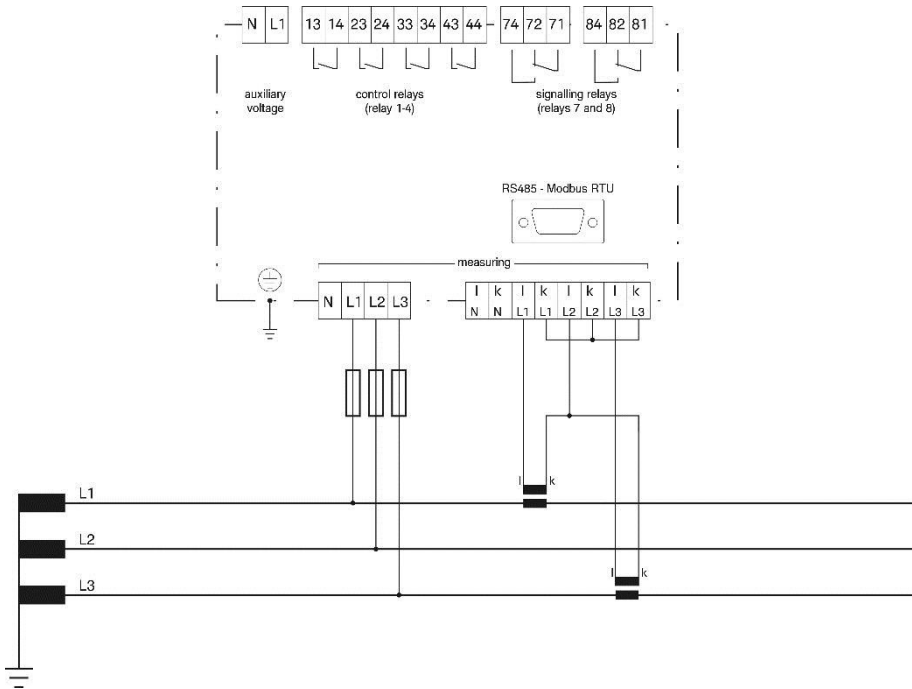 N L1 13 14 23 24 33 34 43 44 74 72 71 84 82 81
auxiliary
voltage
control relays
(relay 1-4)
signalling relays
(relays 7 and 8)
RS485 - Modbus RTU
measuring
N L1 L2 L3
l k l k l k l k
N N L1 L1 L2 L2 L3 L3
l k
L1
L2
l k
L3